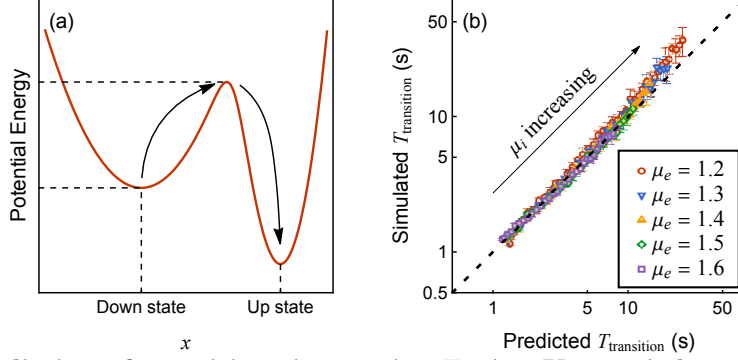 (a)
Potential Energy
Down state
Up state
x
(b)
Simulated T_transition (s)
50
10
5
1
0.5
μ_i increasing
μ_e = 1.2
μ_e = 1.3
μ_e = 1.4
μ_e = 1.5
μ_e = 1.6
1
5
10
50
Predicted T_transition (s)